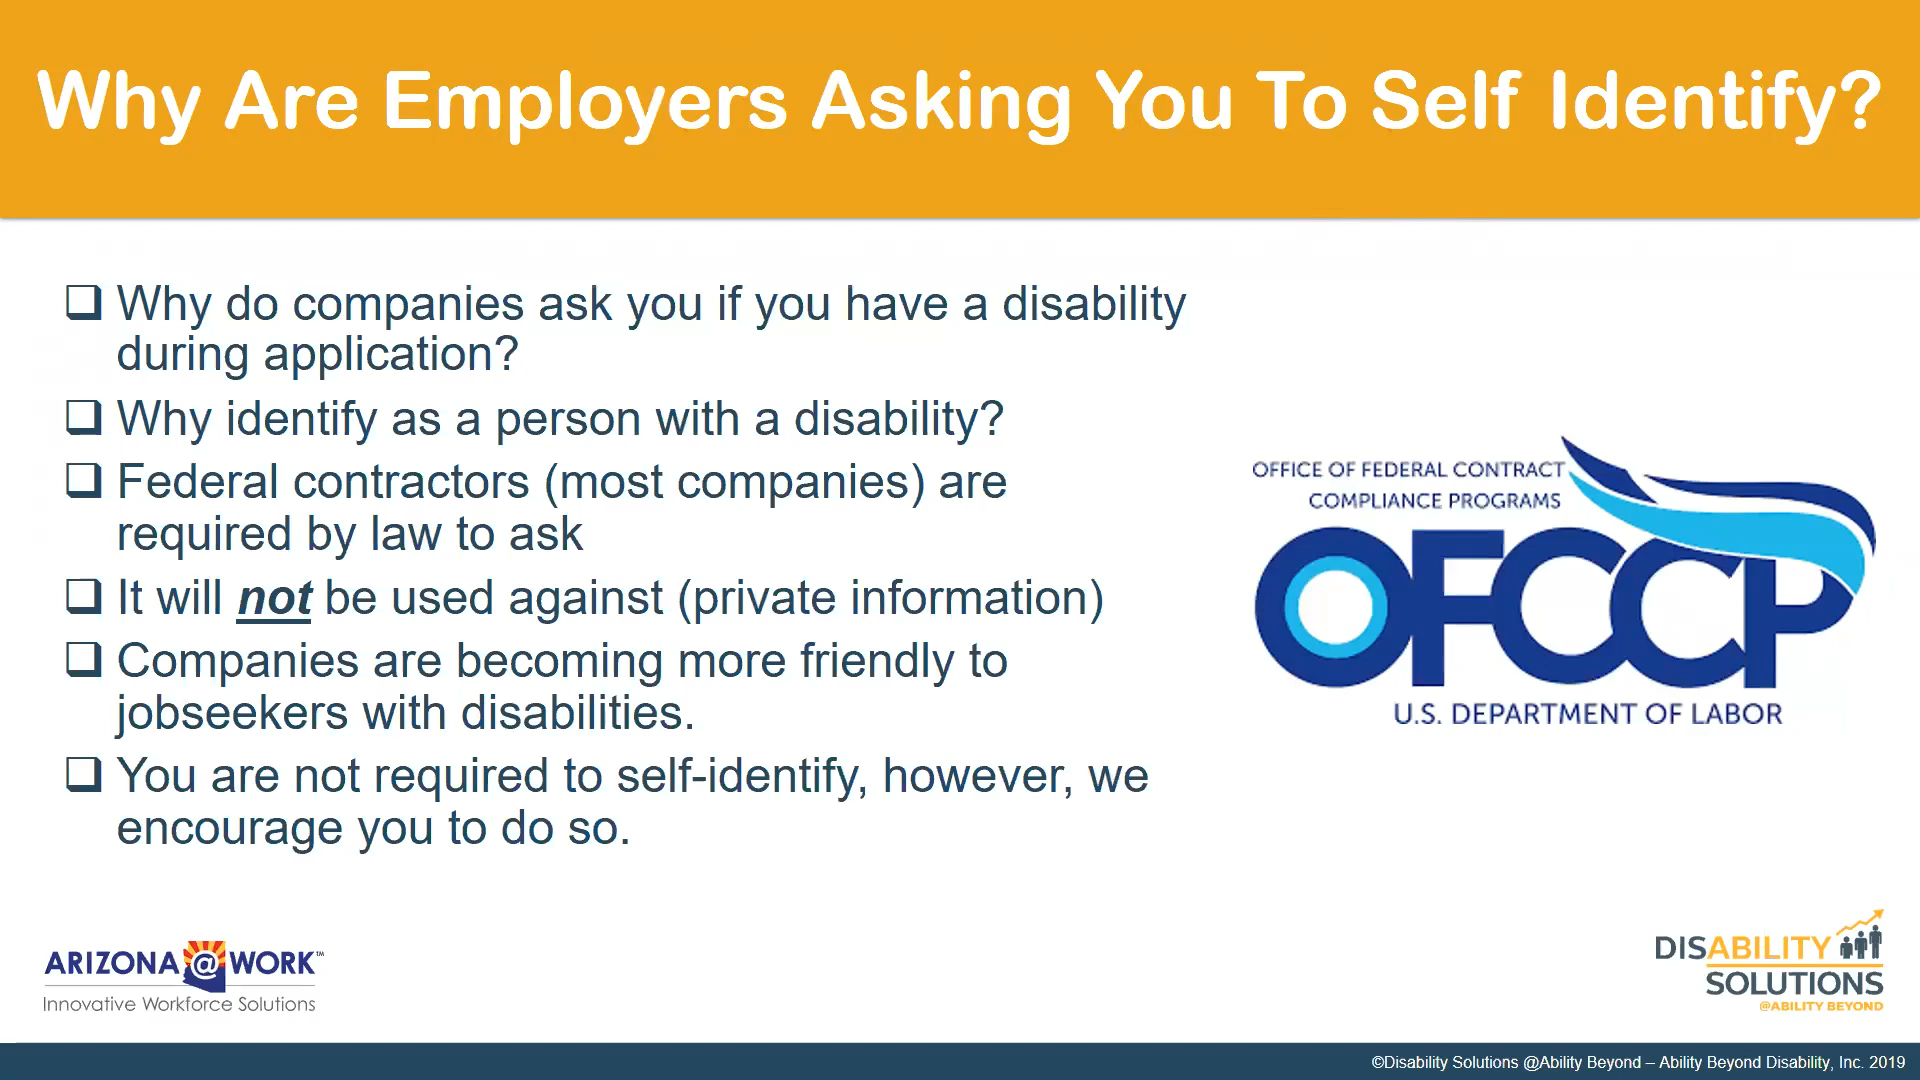 Why Are Employers Asking You To Self Identify?
Why do companies ask you if you have a disability
during application?
Why identify as a person with a disability?
Federal contractors (most companies) are
required by law to ask
It will not be used against (private information)
Companies are becoming more friendly to
jobseekers with disabilities.
You are not required to self-identify, however, we
encourage you to do so.
OFFICE OF FEDERAL CONTRACT
COMPLIANCE PROGRAMS
OFCCP
U.S. DEPARTMENT OF LABOR
ARIZONA@WORK™
Innovative Workforce Solutions
DISABILITY
SOLUTIONS
@ABILITY BEYOND
©Disability Solutions @Ability Beyond – Ability Beyond Disability, Inc. 2019